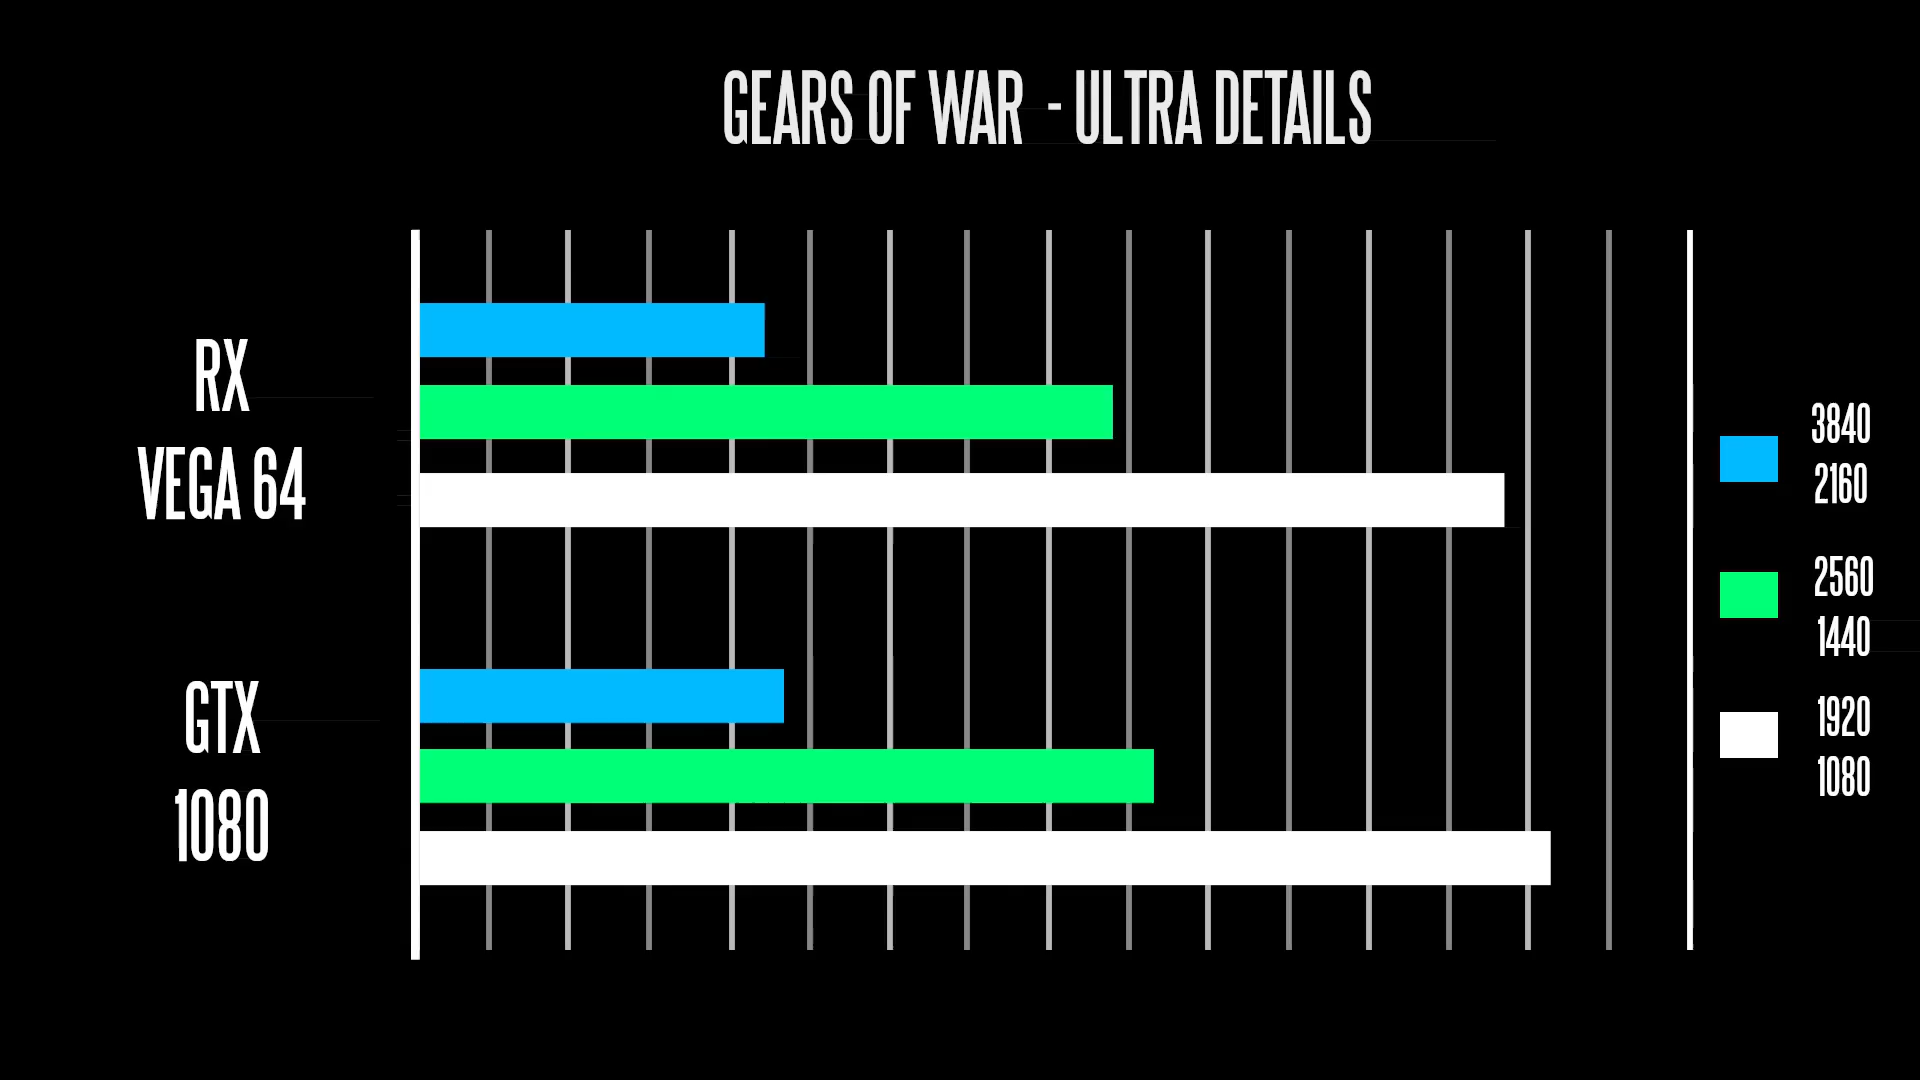 GEARS OF WAR - ULTRA DETAILS
RX
VEGA 64
GTX
1080
3840
2160
2560
1440
1920
1080